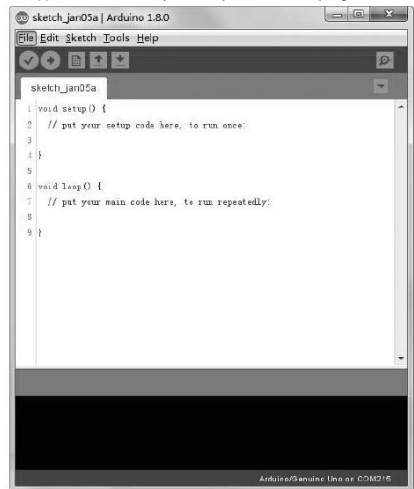 sketch_jan05a | Arduino 1.8.0
File Edit Sketch Tools Help
sketch_jan05a
1 void setup() {
2 // put your setup code here, to run once:
3
4 }
5
6 void loop() {
7 // put your main code here, to run repeatedly:
8
9 }
Arduino/Genuino Uno on COM215